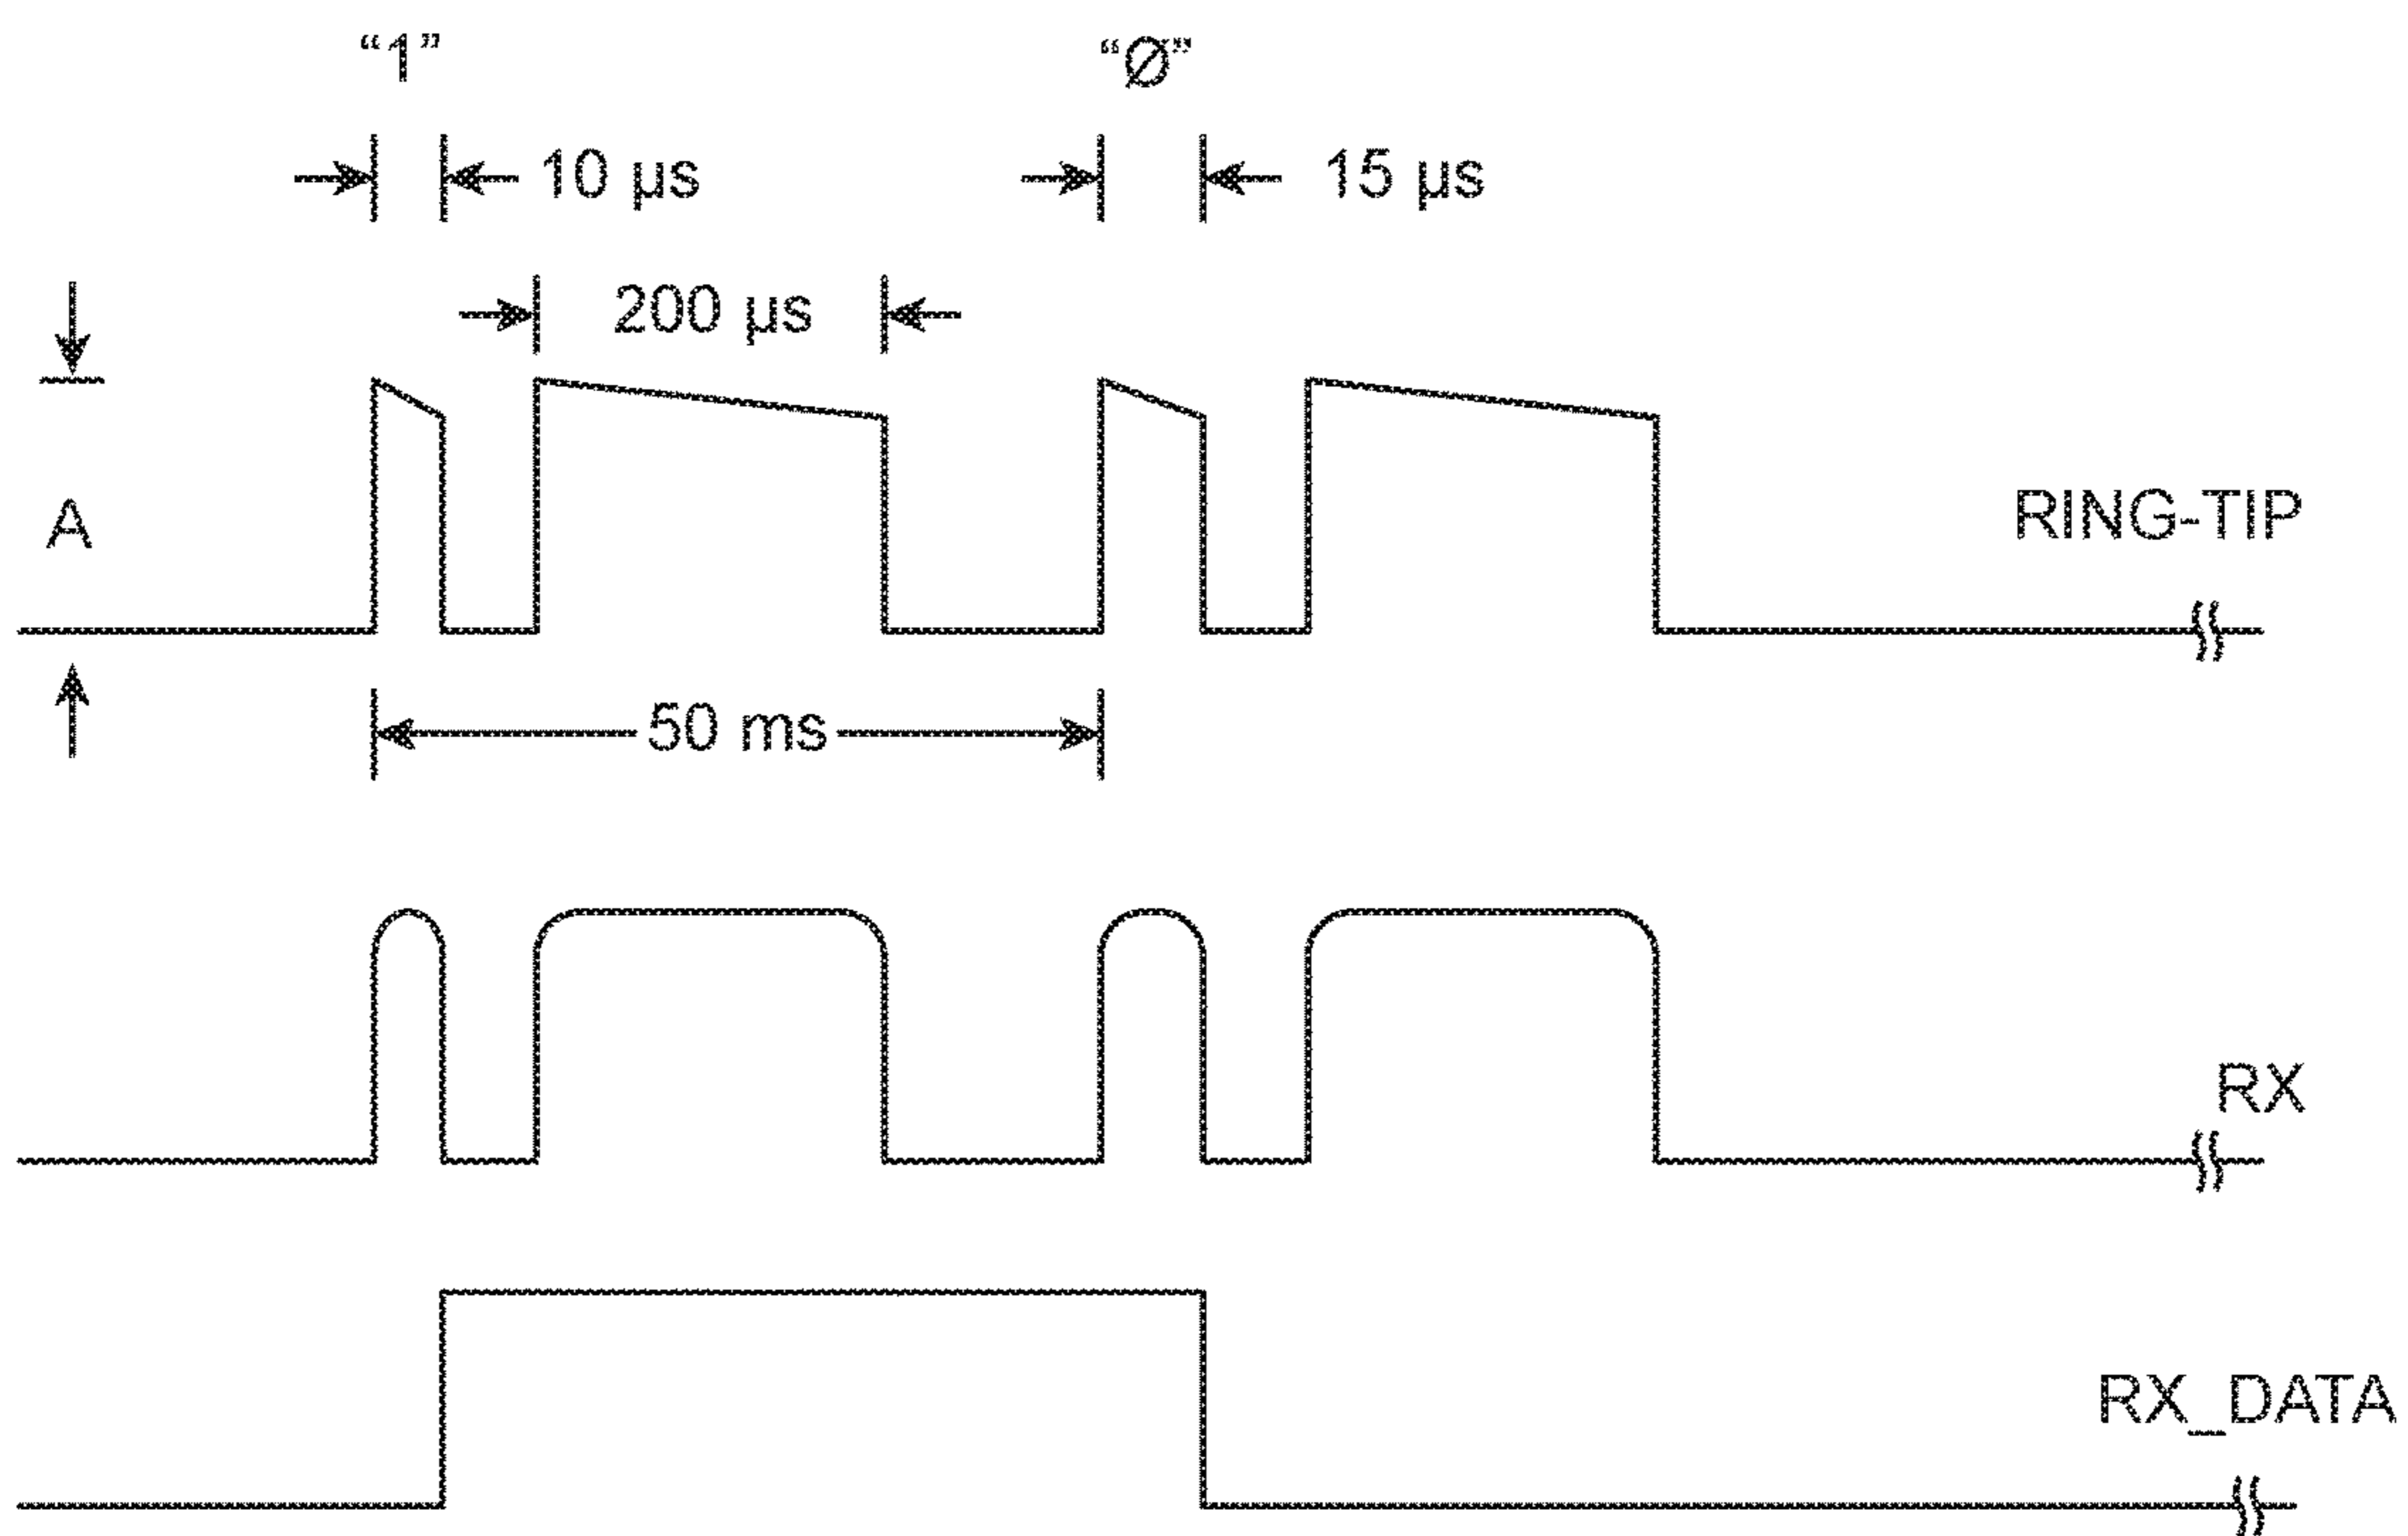 “1” “Ø”
10 µs 15 µs
200 µs
A
RING-TIP
50 ms
RX
RX_DATA